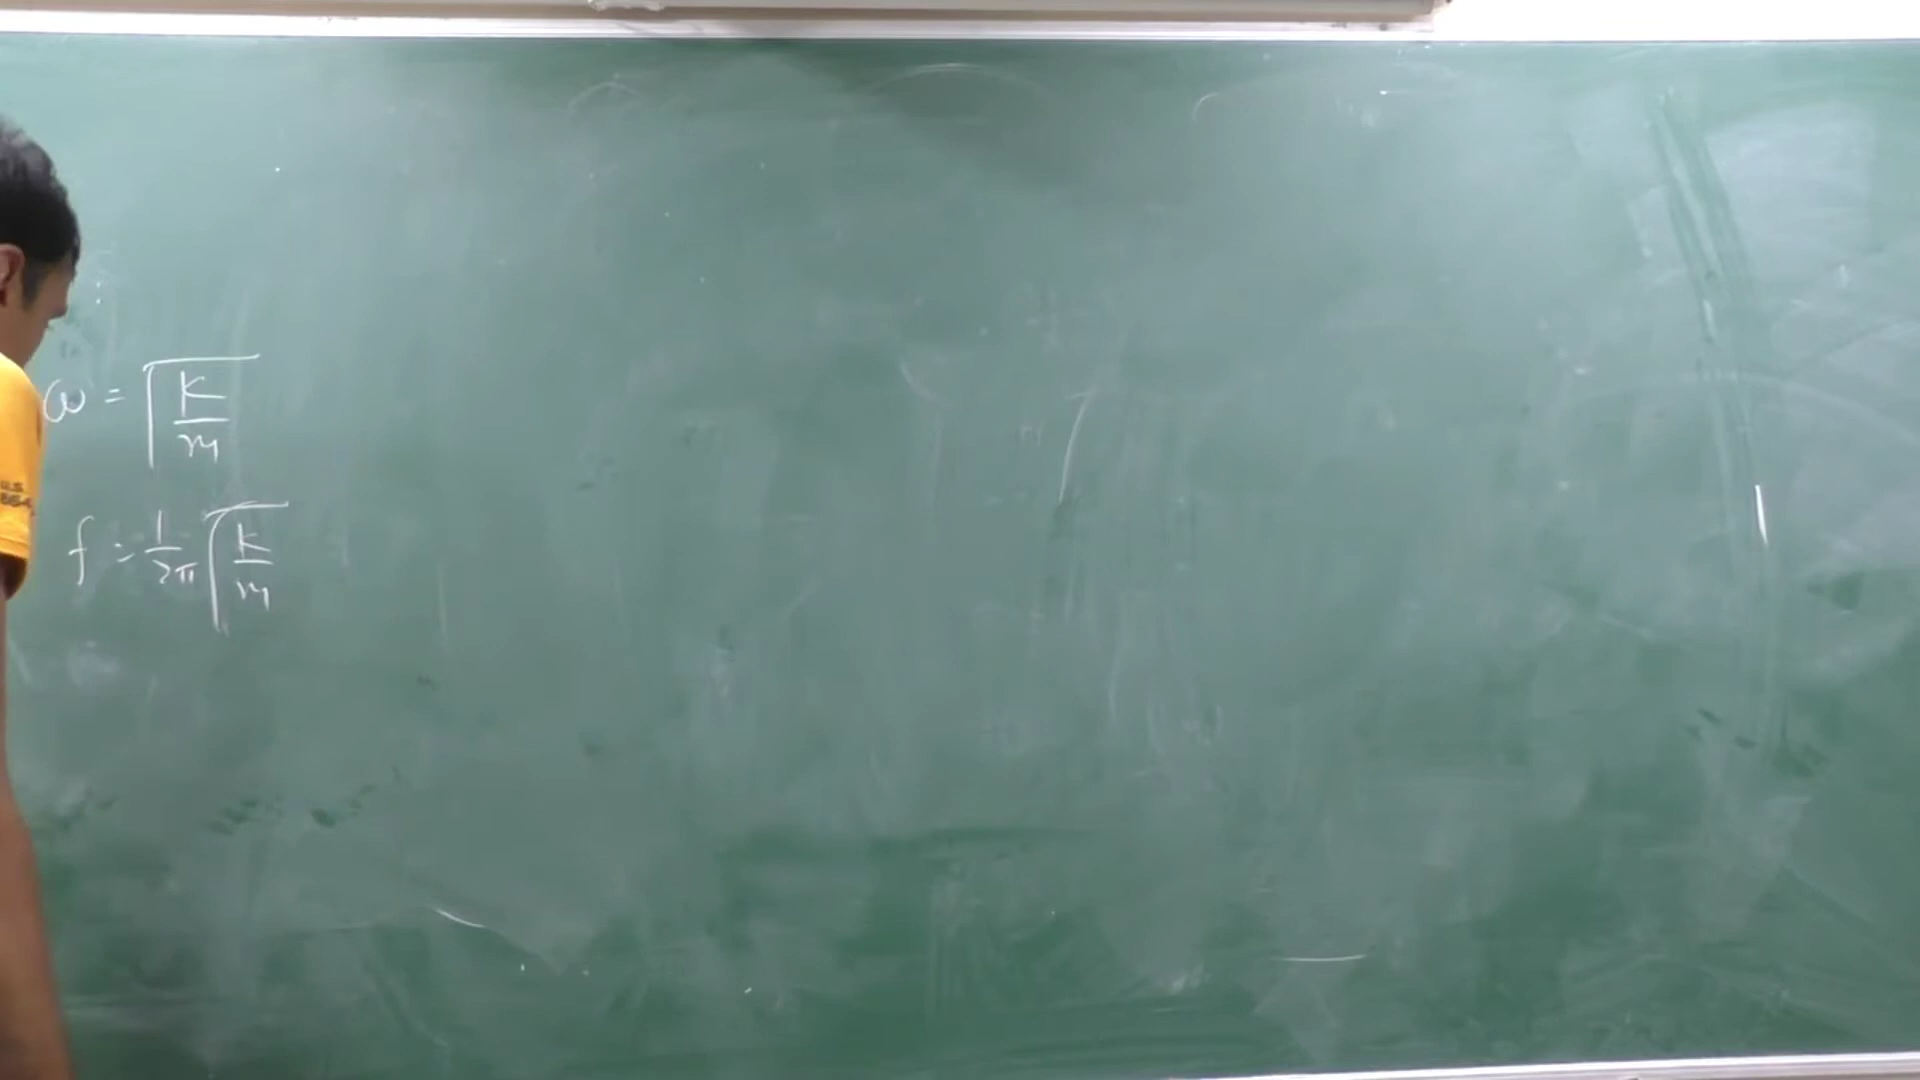 ω = √(K/m)
f = 1/2π √(K/m)
U.S.